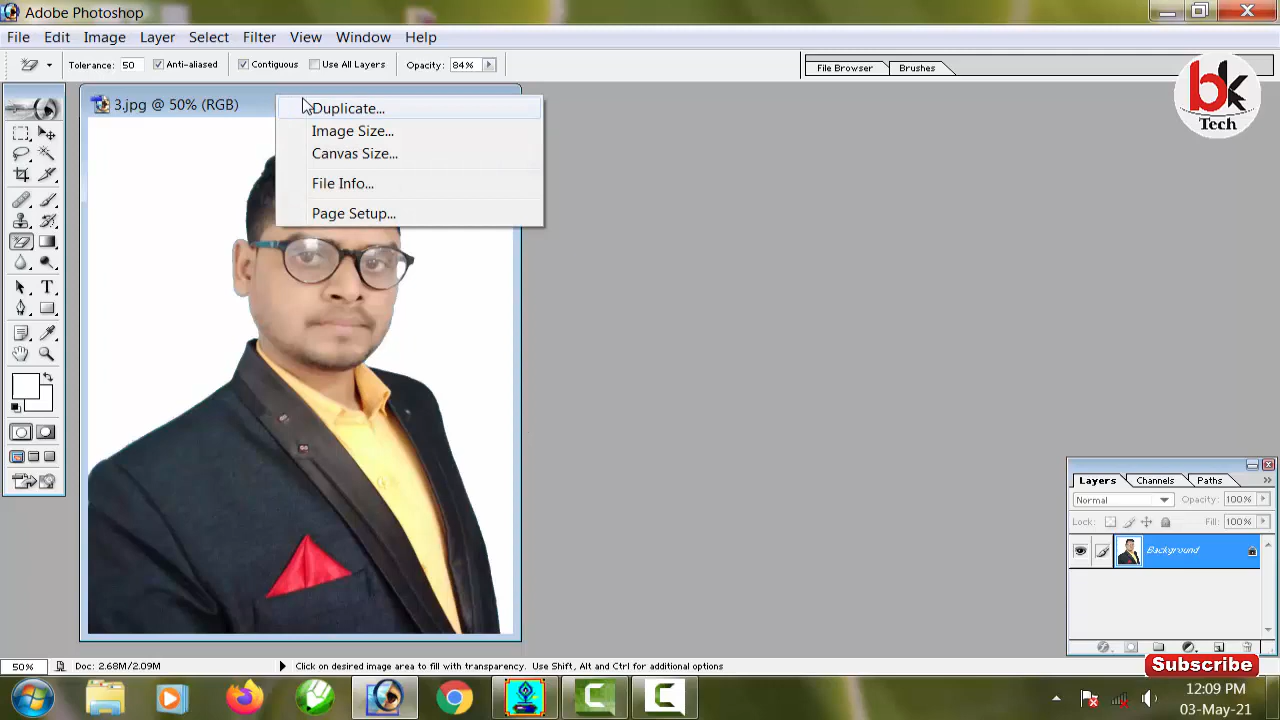 Adobe Photoshop
File Edit Image Layer Select Filter View Window Help
Tolerance: 50 Anti-aliased Contiguous Use All Layers Opacity: 84%
File Browser Brushes
bk
Tech
3.jpg @ 50% (RGB)
Duplicate...
Image Size...
Canvas Size...
File Info...
Page Setup...
T
Layers Channels Paths
Normal Opacity: 100%
Lock: Fill: 100%
Background
50% Doc: 2.68M/2.09M Click on desired image area to fill with transparency. Use Shift, Alt and Ctrl for additional options
Subscribe
12:09 PM
03-May-21